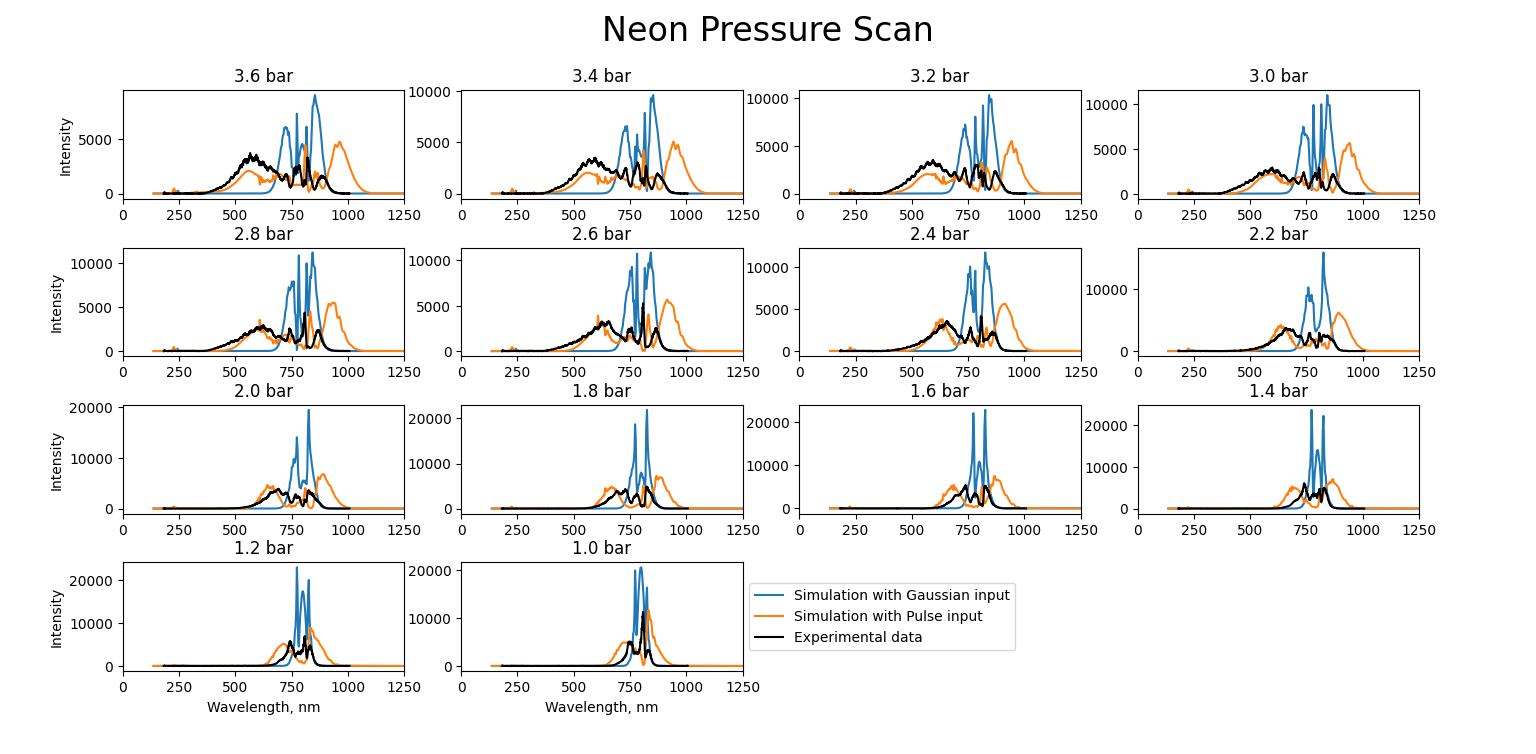 Neon Pressure Scan
3.6 bar 3.4 bar 3.2 bar 3.0 bar
Intensity
5000
0
0 250 500 750 1000 1250
10000
5000
0
0 250 500 750 1000 1250
10000
5000
0
0 250 500 750 1000 1250
10000
5000
0
0 250 500 750 1000 1250
2.8 bar 2.6 bar 2.4 bar 2.2 bar
Intensity
10000
5000
0
0 250 500 750 1000 1250
10000
5000
0
0 250 500 750 1000 1250
10000
5000
0
0 250 500 750 1000 1250
10000
0
0 250 500 750 1000 1250
2.0 bar 1.8 bar 1.6 bar 1.4 bar
Intensity
20000
10000
0
0 250 500 750 1000 1250
20000
10000
0
0 250 500 750 1000 1250
20000
10000
0
0 250 500 750 1000 1250
20000
10000
0
0 250 500 750 1000 1250
1.2 bar 1.0 bar
Intensity
20000
10000
0
0 250 500 750 1000 1250
Wavelength, nm
20000
10000
0
0 250 500 750 1000 1250
Wavelength, nm
Simulation with Gaussian input
Simulation with Pulse input
Experimental data